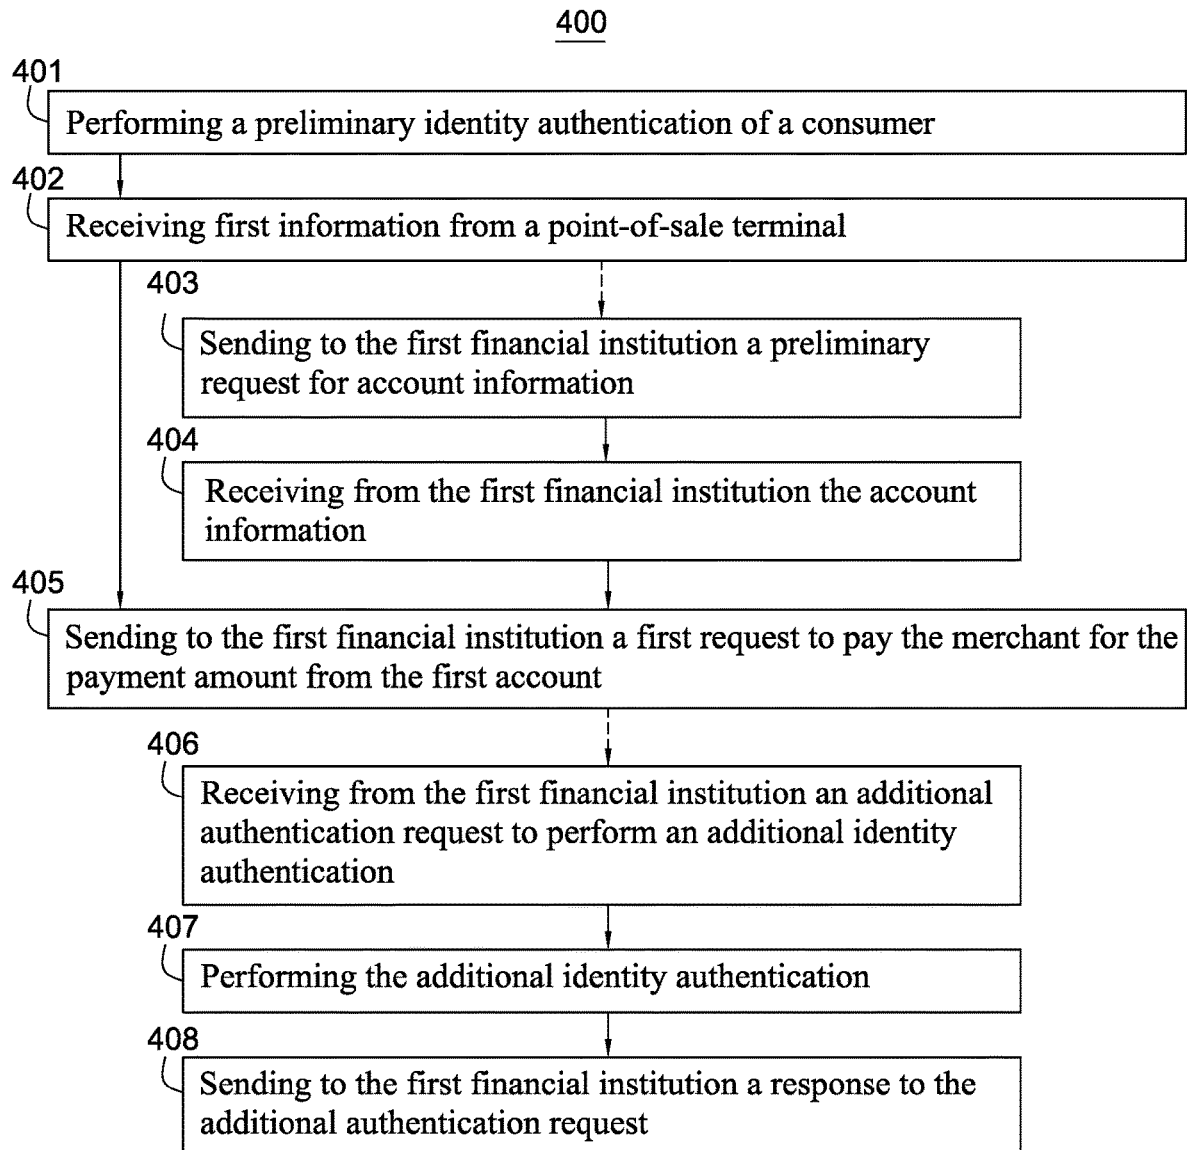 400
401
Performing a preliminary identity authentication of a consumer
402
Receiving first information from a point-of-sale terminal
403
Sending to the first financial institution a preliminary
request for account information
404
Receiving from the first financial institution the account
information
405
Sending to the first financial institution a first request to pay the merchant for the
payment amount from the first account
406
Receiving from the first financial institution an additional
authentication request to perform an additional identity
authentication
407
Performing the additional identity authentication
408
Sending to the first financial institution a response to the
additional authentication request